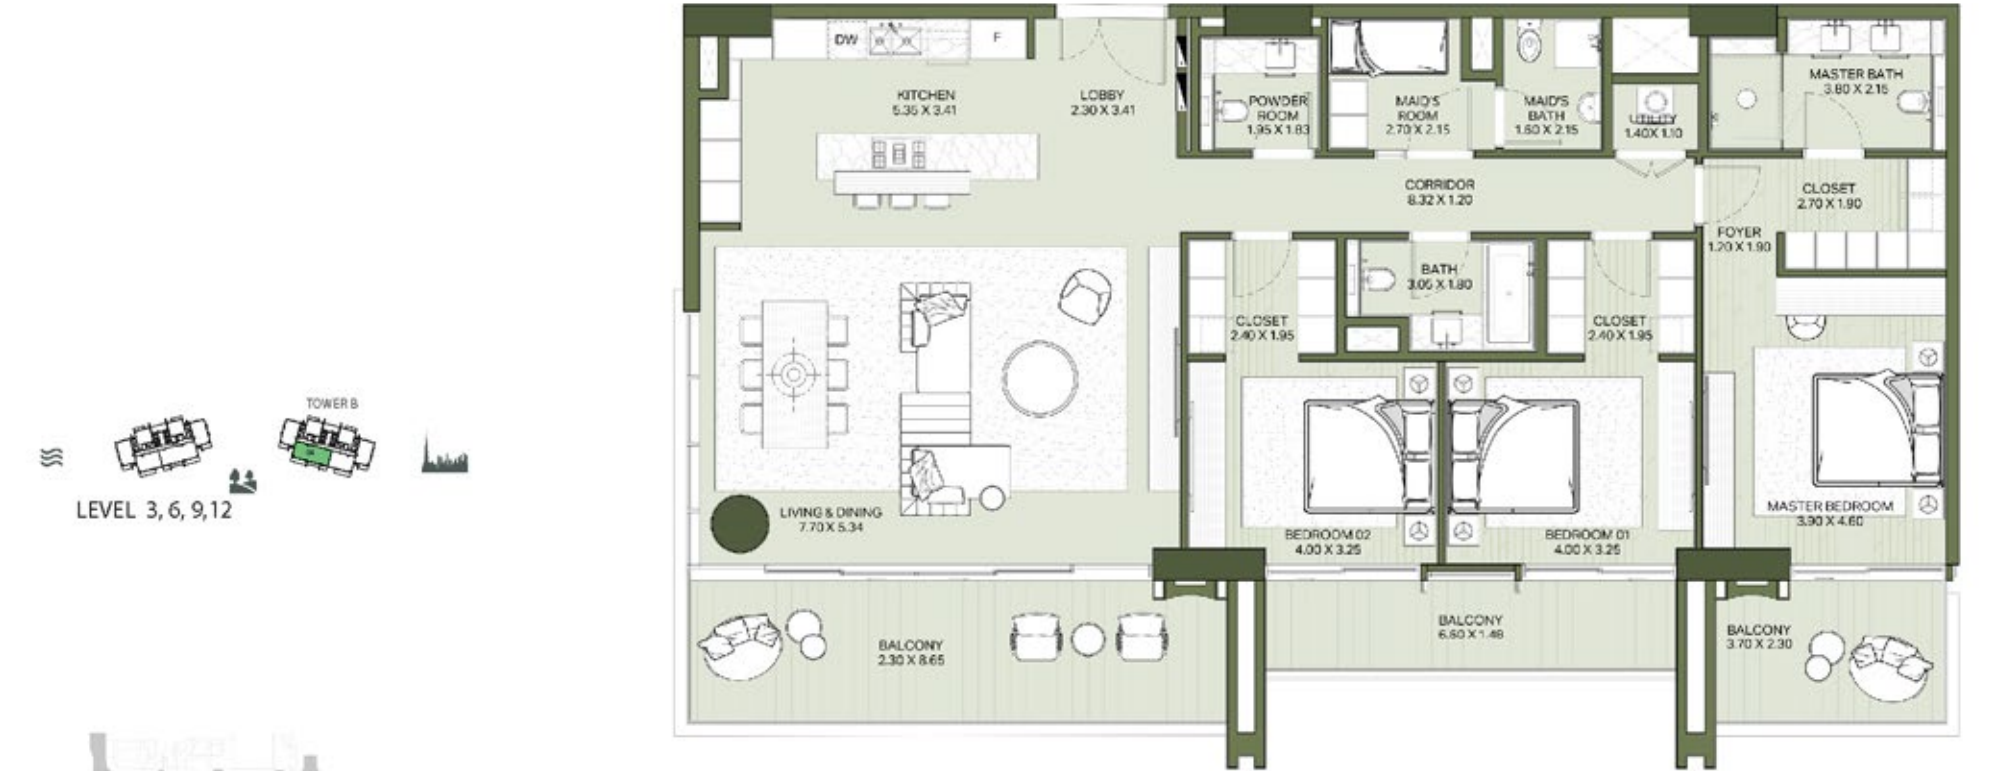 TOWER B
LEVEL 3, 6, 9,12
DW
F
KITCHEN
5.35 X 3.41
LOBBY
2.30 X 3.41
POWDER
ROOM
1.95 X 1.83
MAID'S
ROOM
2.70 X 2.15
MAID'S
BATH
1.60 X 2.15
UTILITY
1.40X 1.10
MASTER BATH
3.80 X 2.15
CORRIDOR
8.32 X 1.20
CLOSET
2.70 X 1.90
FOYER
1.20 X 1.90
BATH
3.05 X 1.80
CLOSET
2.40 X 1.95
CLOSET
2.40 X 1.95
LIVING & DINING
7.70 X 5.34
BEDROOM 02
4.00 X 3.25
BEDROOM 01
4.00 X 3.25
MASTER BEDROOM
3.90 X 4.60
BALCONY
2.30 X 8.65
BALCONY
6.60 X 1.48
BALCONY
3.70 X 2.30